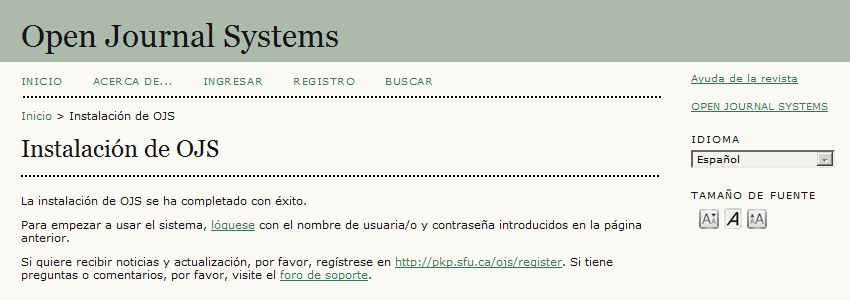 Open Journal Systems
INICIO ACERCA DE... INGRESAR REGISTRO BUSCAR
Inicio > Instalación de OJS
Instalación de OJS
La instalación de OJS se ha completado con éxito.
Para empezar a usar el sistema, lóguese con el nombre de usuaria/o y contraseña introducidos en la página
anterior.
Si quiere recibir noticias y actualización, por favor, regístrese en http://pkp.sfu.ca/ojs/register. Si tiene
preguntas o comentarios, por favor, visite el foro de soporte.
Ayuda de la revista
OPEN JOURNAL SYSTEMS
IDIOMA
Español
TAMAÑO DE FUENTE
AA A AA